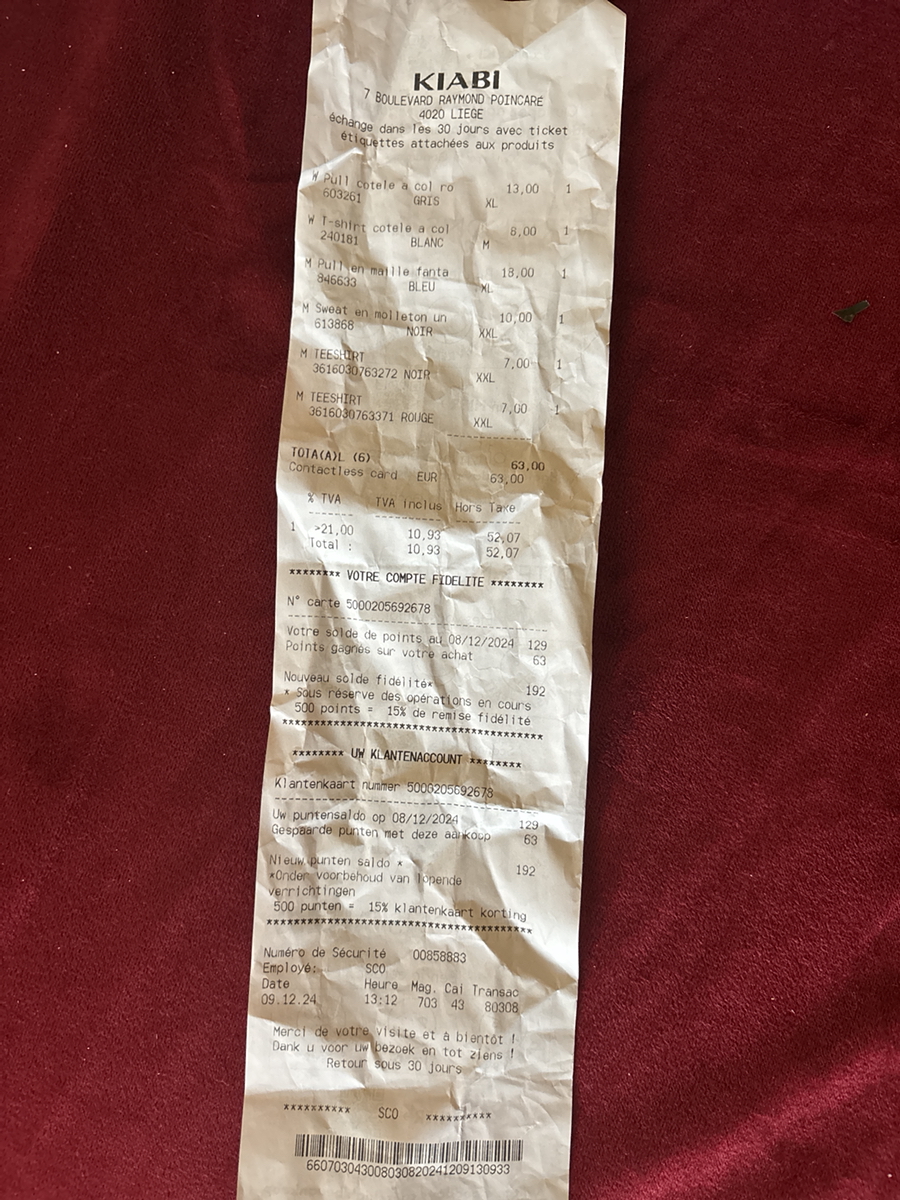 KIABI
7 BOULEVARD RAYMOND POINCARE
4020 LIEGE
échange dans les 30 jours avec ticket
étiquettes attachées aux produits
W Pull cotele a col ro 13,00 1
603261 GRIS XL
W T-shirt cotele a col 8,00 1
240181 BLANC M
M Pull en maille fanta 18,00 1
846633 BLEU XL
M Sweat en molleton un 10,00 1
613868 NOIR XXL
M TEESHIRT 7,00 1
3616030763272 NOIR XXL
M TEESHIRT 7,00 1
3616030763371 ROUGE XXL
TOTA(A)L (6) 63,00
Contactless card EUR 63,00
% TVA TVA Inclus Hors Taxe
1 >21,00 10,93 52,07
Total : 10,93 52,07
******** VOTRE COMPTE FIDELITE ********
N° carte 5000205692678
Votre solde de points au 08/12/2024 129
Points gagnés sur votre achat 63
Nouveau solde fidélité* 192
* Sous réserve des opérations en cours
500 points = 15% de remise fidélité
****************************************
******** UW KLANTENACCOUNT ********
Klantenkaart nummer 5000205692678
Uw puntensaldo op 08/12/2024 129
Gespaarde punten met deze aankoop 63
Nieuw punten saldo * 192
*Onder voorbehoud van lopende
verrichtingen
500 punten = 15% klantenkaart korting
****************************************
Numéro de Sécurité 00858883
Employé: SCO
Date Heure Mag. Cai Transac
09.12.24 13:12 703 43 80308
Merci de votre visite et à bientôt !
Dank u voor uw bezoek en tot ziens !
Retour sous 30 jours
********** SCO **********
66070304300803082024120913​0933